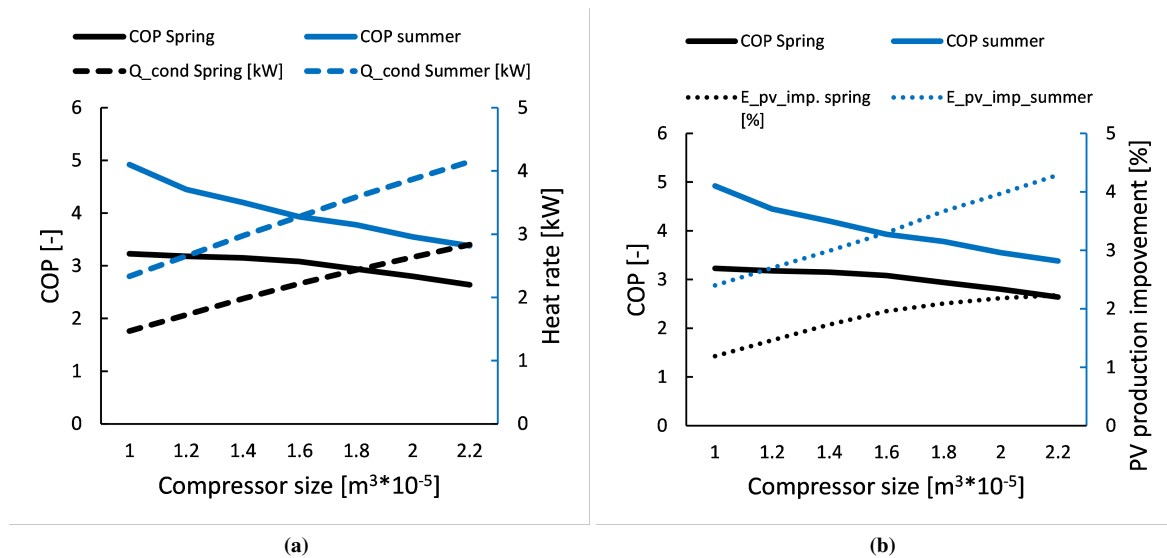 COP Spring
COP summer
Q_cond Spring [kW]
Q_cond Summer [kW]
6
5
4
3
2
1
0
COP [-]
5
4
3
2
1
0
Heat rate [kW]
1 1.2 1.4 1.6 1.8 2 2.2
Compressor size [m³*10⁻⁵]
(a)
COP Spring
COP summer
E_pv_imp. spring
[%]
E_pv_imp_summer
6
5
4
3
2
1
0
COP [-]
5
4
3
2
1
0
PV production impovement [%]
1 1.2 1.4 1.6 1.8 2 2.2
Compressor size [m³*10⁻⁵]
(b)